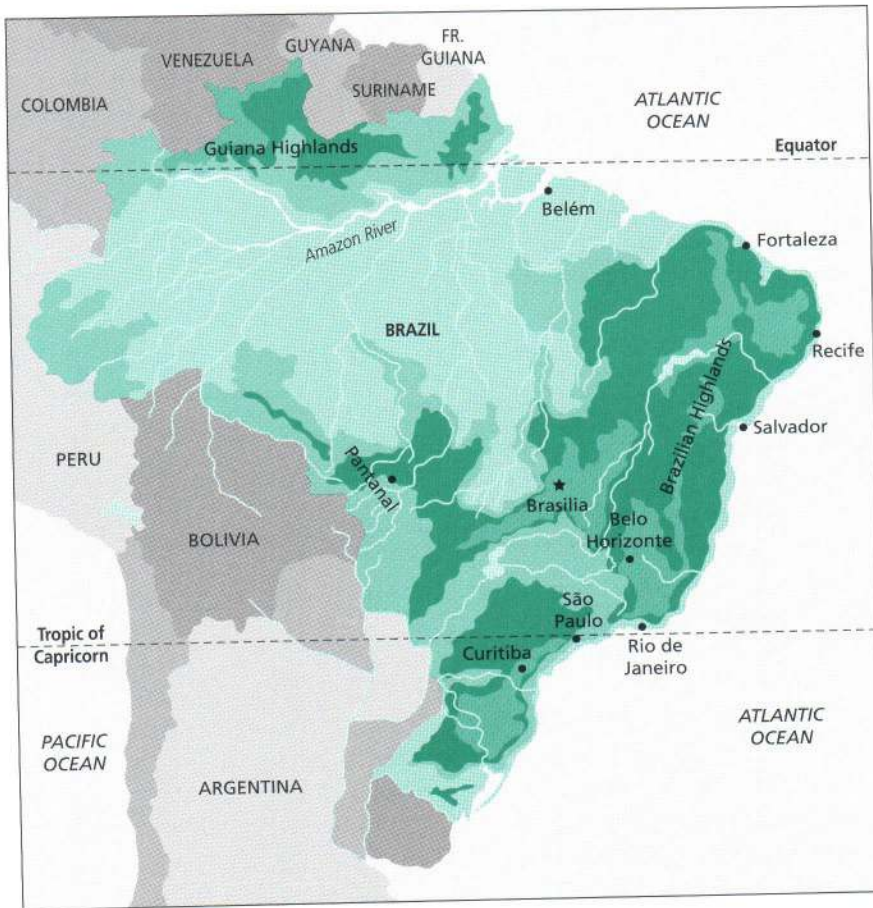 GUYANA
FR.
GUIANA
VENEZUELA
SURINAME
COLOMBIA
ATLANTIC
OCEAN
Guiana Highlands
Equator
Belém
Amazon River
Fortaleza
BRAZIL
Recife
Brazilian Highlands
Salvador
PERU
Pantanal
Brasilia
Belo
Horizonte
BOLIVIA
São
Paulo
Tropic of
Capricorn
Curitiba
Rio de
Janeiro
PACIFIC
OCEAN
ATLANTIC
OCEAN
ARGENTINA